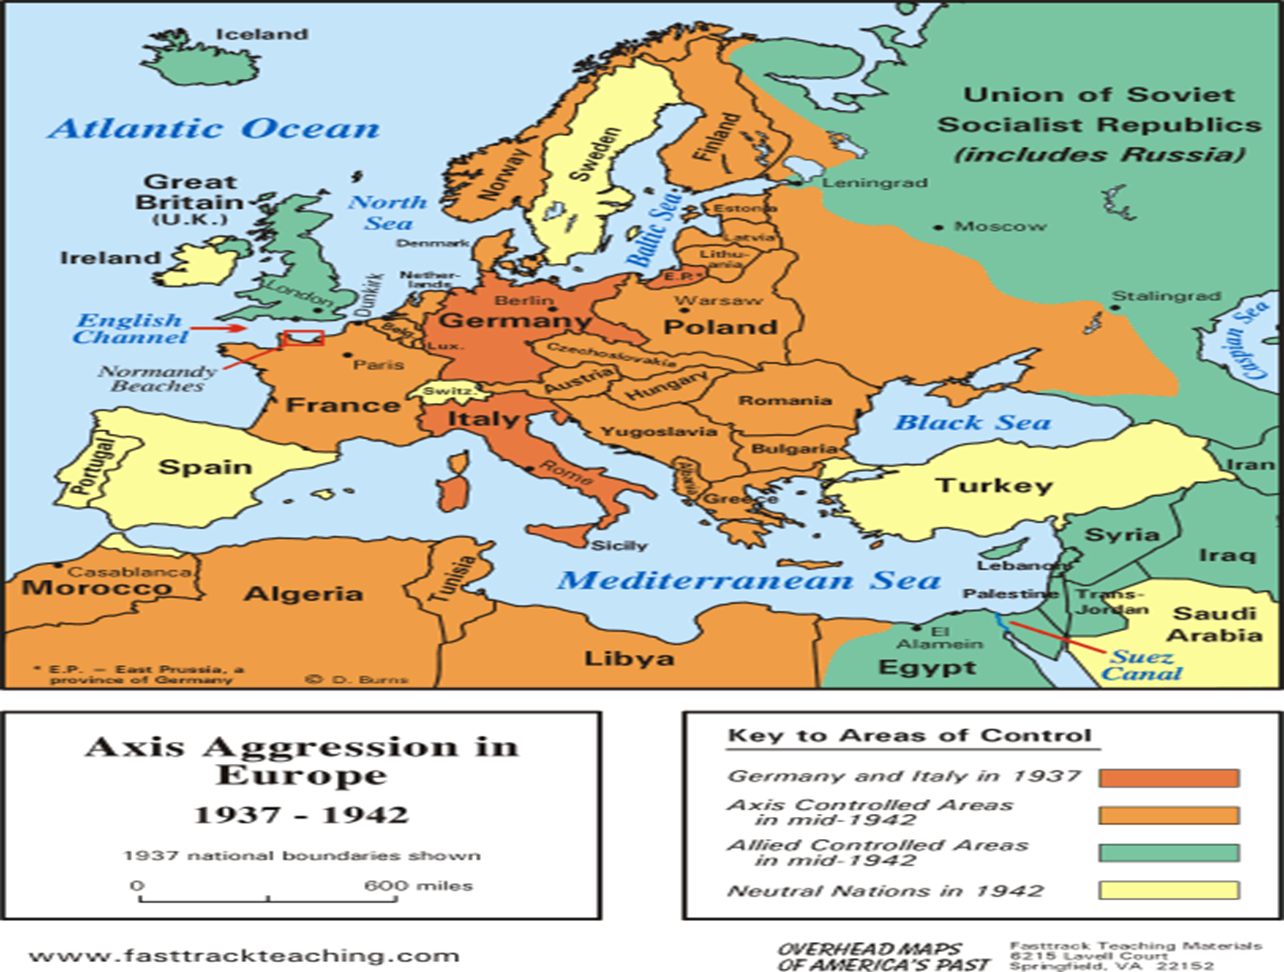 Iceland
Atlantic Ocean
Union of Soviet
Socialist Republics
(includes Russia)
Great
Britain
(U.K.)
North
Sea
Norway
Sweden
Finland
Leningrad
Ireland
Denmark
Baltic Sea
Estonia
Latvia
Lithu-
ania
Moscow
London
Dunkirk
Nether-
lands
E.P.*
Berlin
Warsaw
Stalingrad
English
Channel
Belg.
Germany
Poland
Caspian Sea
Lux.
Normandy
Beaches
Paris
Czechoslovakia
Switz.
Austria
Hungary
Romania
France
Italy
Black Sea
Yugoslavia
Bulgaria
Portugal
Spain
Rome
Albania
Greece
Turkey
Iran
Sicily
Syria
Iraq
Lebanon
Casablanca
Morocco
Algeria
Tunisia
Mediterranean Sea
Palestine
Trans-
Jordan
Saudi
Arabia
Libya
El
Alamein
Egypt
Suez
Canal
* E.P. — East Prussia, a
province of Germany
© D. Burns
Axis Aggression in
Europe
1937 - 1942
1937 national boundaries shown
0 600 miles
Key to Areas of Control
Germany and Italy in 1937
Axis Controlled Areas
in mid-1942
Allied Controlled Areas
in mid-1942
Neutral Nations in 1942
www.fasttrackteaching.com
OVERHEAD MAPS
OF AMERICA'S PAST
Fasttrack Teaching Materials
6215 Lavell Court
Springfield, VA 22152